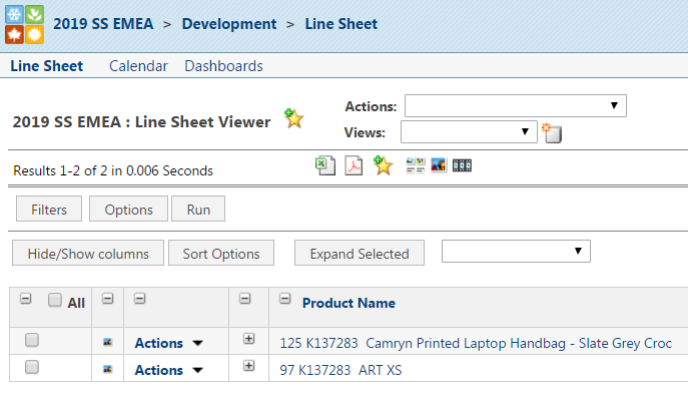 2019 SS EMEA > Development > Line Sheet
Line Sheet Calendar Dashboards
Actions:
2019 SS EMEA : Line Sheet Viewer
Views:
Results 1-2 of 2 in 0.006 Seconds
Filters Options Run
Hide/Show columns Sort Options Expand Selected
All Product Name
Actions 125 K137283 Camryn Printed Laptop Handbag - Slate Grey Croc
Actions 97 K137283 ART XS